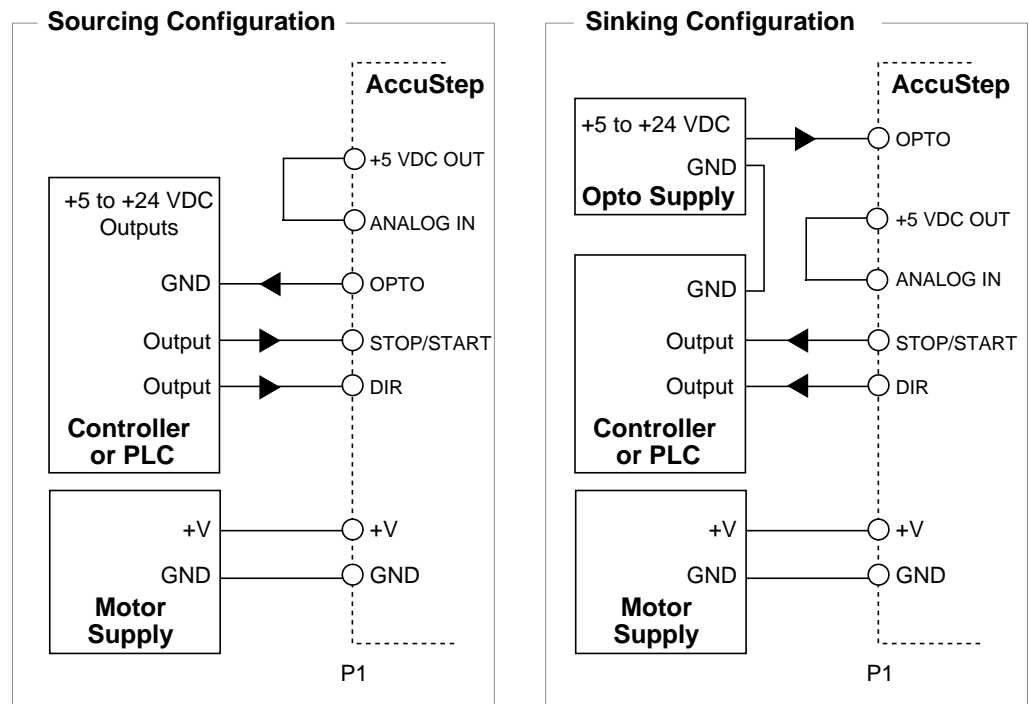 Sourcing Configuration
AccuStep
+5 VDC OUT
+5 to +24 VDC
Outputs
ANALOG IN
GND
OPTO
Output
STOP/START
Output
DIR
Controller
or PLC
+V
+V
GND
GND
Motor
Supply
P1
Sinking Configuration
AccuStep
+5 to +24 VDC
OPTO
GND
Opto Supply
+5 VDC OUT
ANALOG IN
GND
Output
STOP/START
Output
DIR
Controller
or PLC
+V
+V
GND
GND
Motor
Supply
P1